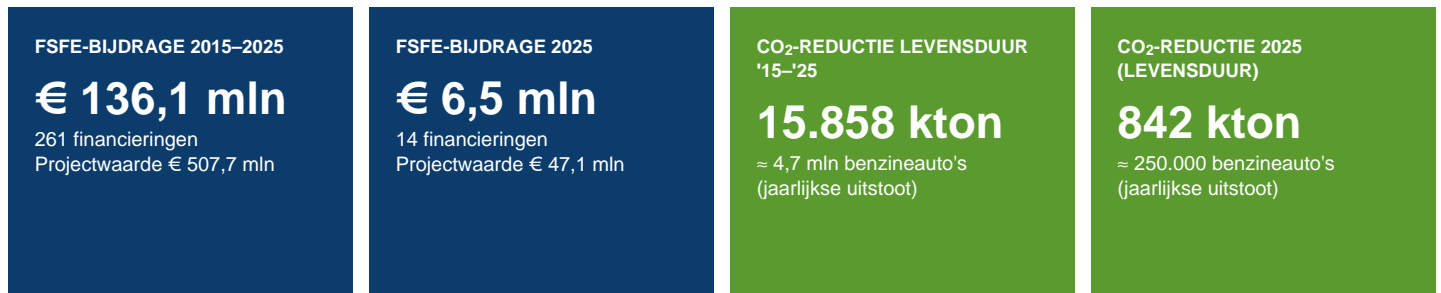 FSFE-BIJDRAGE 2015–2025
€ 136,1 mln
261 financieringen
Projectwaarde € 507,7 mln
FSFE-BIJDRAGE 2025
€ 6,5 mln
14 financieringen
Projectwaarde € 47,1 mln
CO₂-REDUCTIE LEVENSDUUR
'15–'25
15.858 kton
≈ 4,7 mln benzineauto's
(jaarlijkse uitstoot)
CO₂-REDUCTIE 2025
(LEVENSDUUR)
842 kton
≈ 250.000 benzineauto's
(jaarlijkse uitstoot)